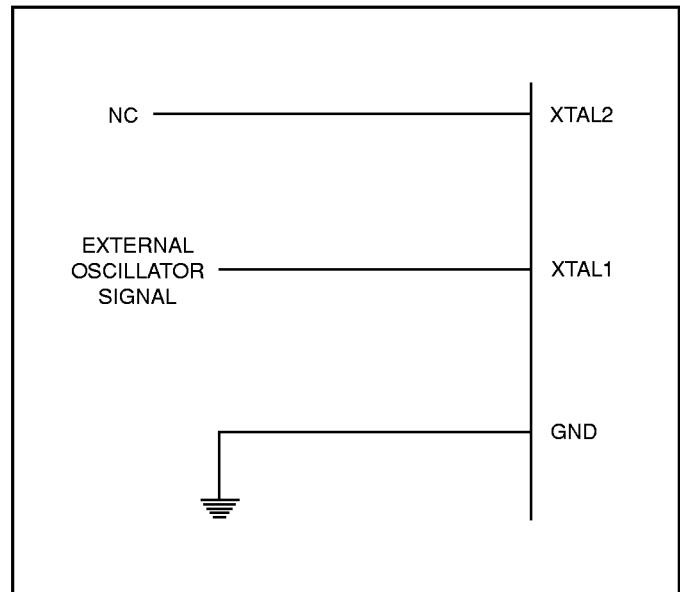 NC
XTAL2
EXTERNAL
OSCILLATOR
SIGNAL
XTAL1
GND